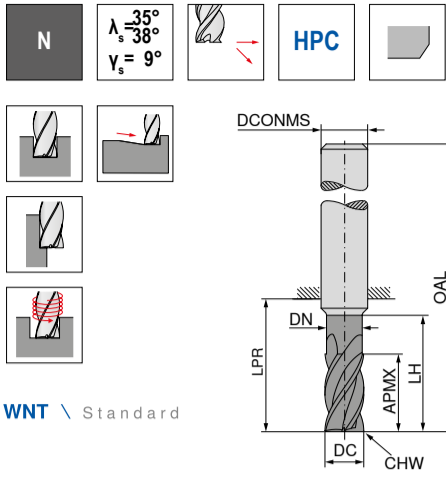 N
λs=35°
38°
γs= 9°
HPC
DCONMS
OAL
DN
LPR
LH
APMX
DC
CHW
WNT \ Standard